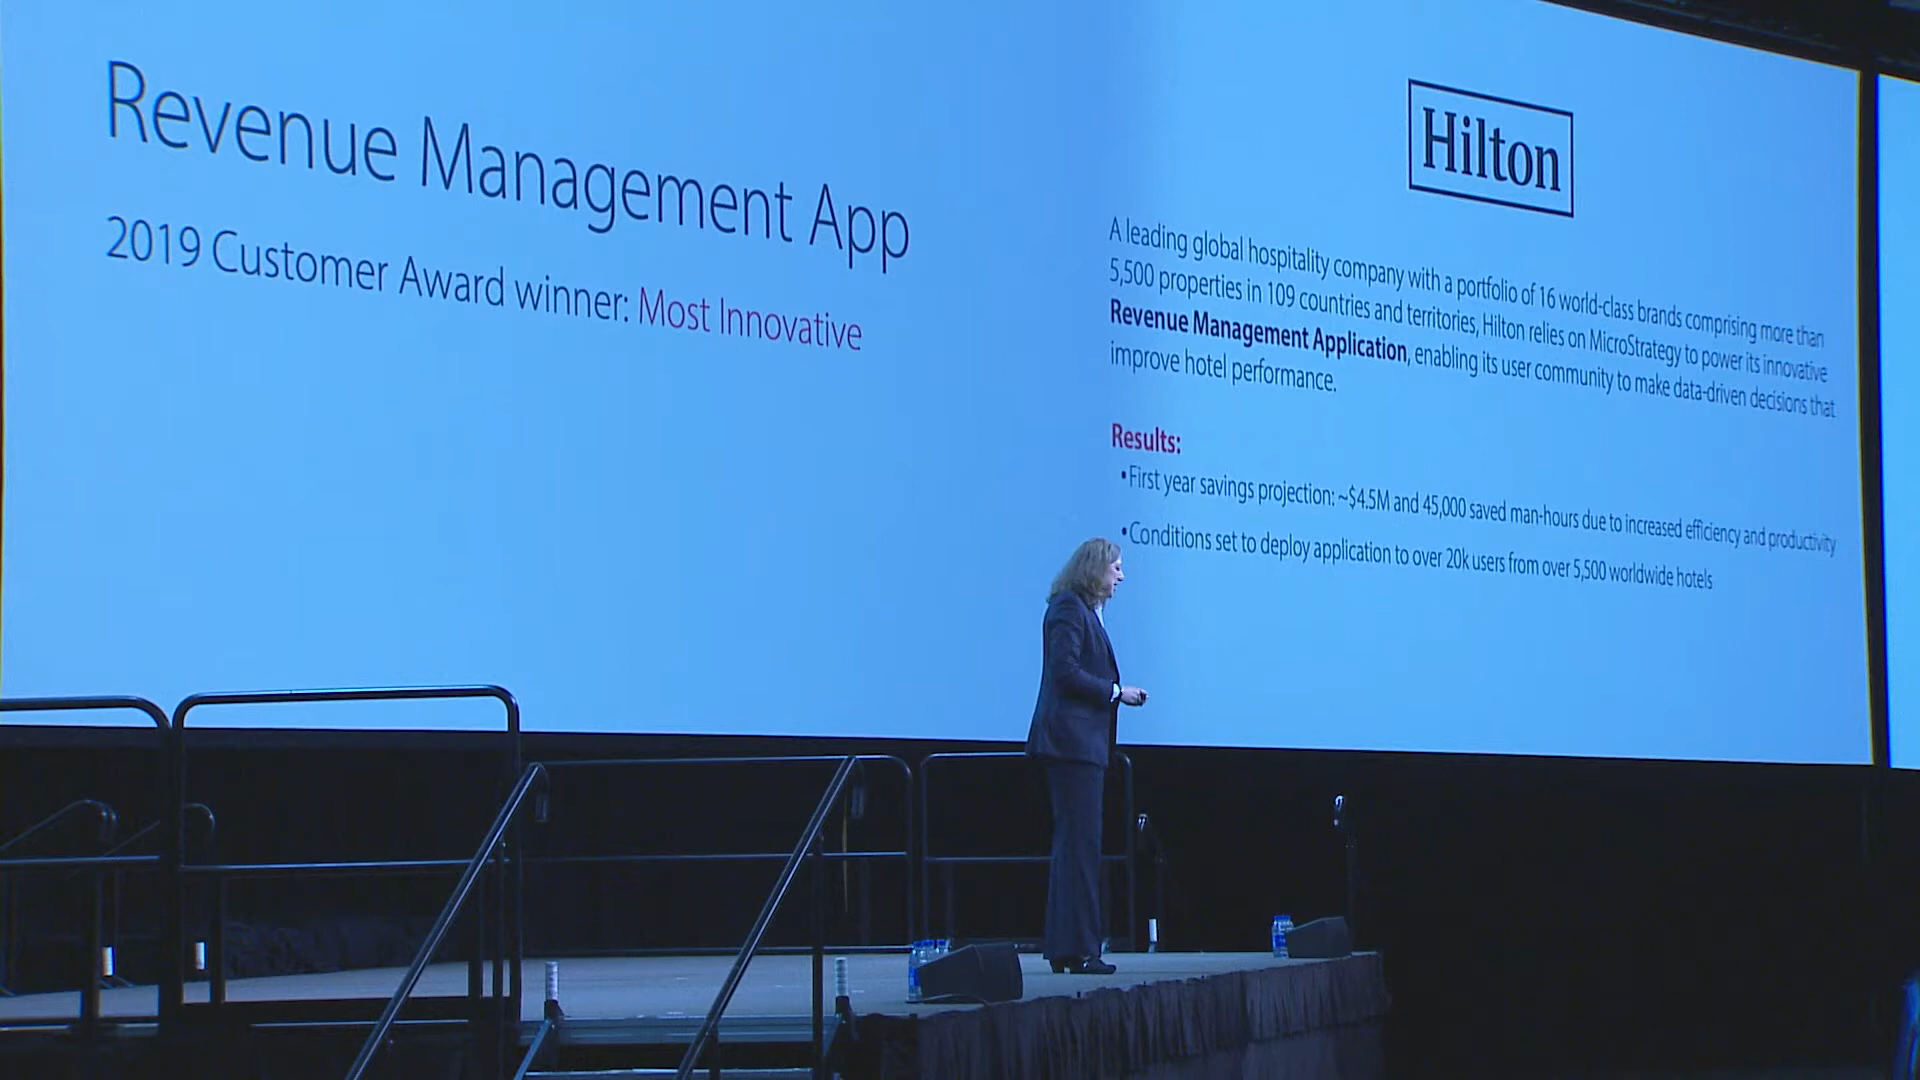 Revenue Management App
2019 Customer Award winner: Most Innovative
Hilton
A leading global hospitality company with a portfolio of 16 world-class brands comprising more than
5,500 properties in 109 countries and territories, Hilton relies on MicroStrategy to power its innovative
Revenue Management Application, enabling its user community to make data-driven decisions that
improve hotel performance.
Results:
•First year savings projection: ~$4.5M and 45,000 saved man-hours due to increased efficiency and productivity
•Conditions set to deploy application to over 20k users from over 5,500 worldwide hotels